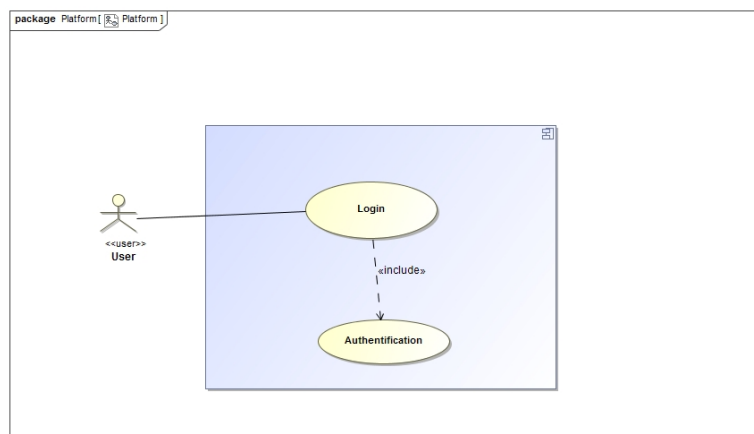 package Platform [ Platform ]
Login
<<user>>
User
«include»
Authentification